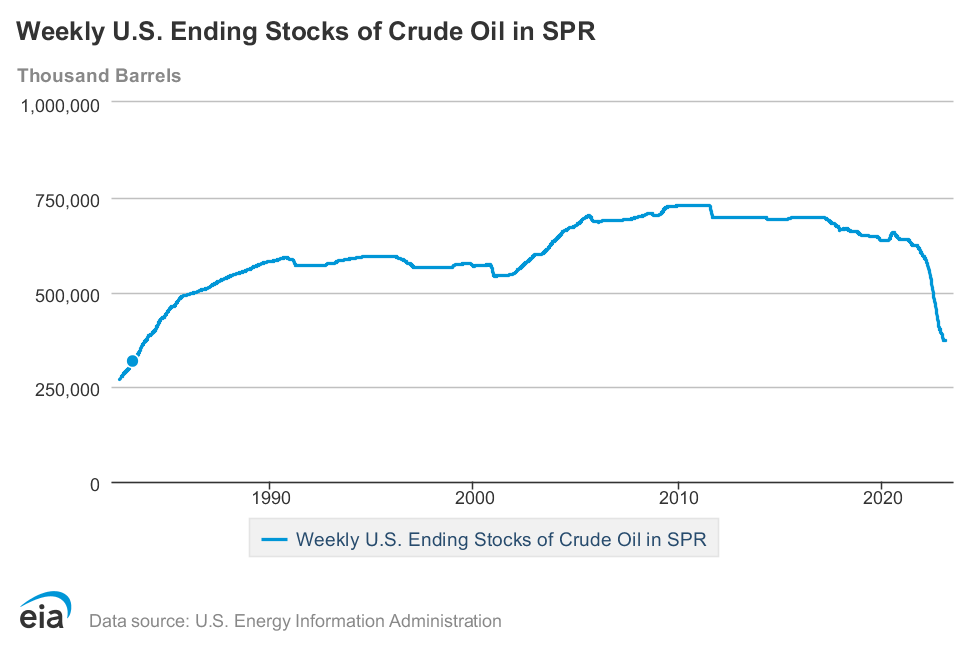 Weekly U.S. Ending Stocks of Crude Oil in SPR
Thousand Barrels
1,000,000
750,000
500,000
250,000
0
1990 2000 2010 2020
Weekly U.S. Ending Stocks of Crude Oil in SPR
eia Data source: U.S. Energy Information Administration